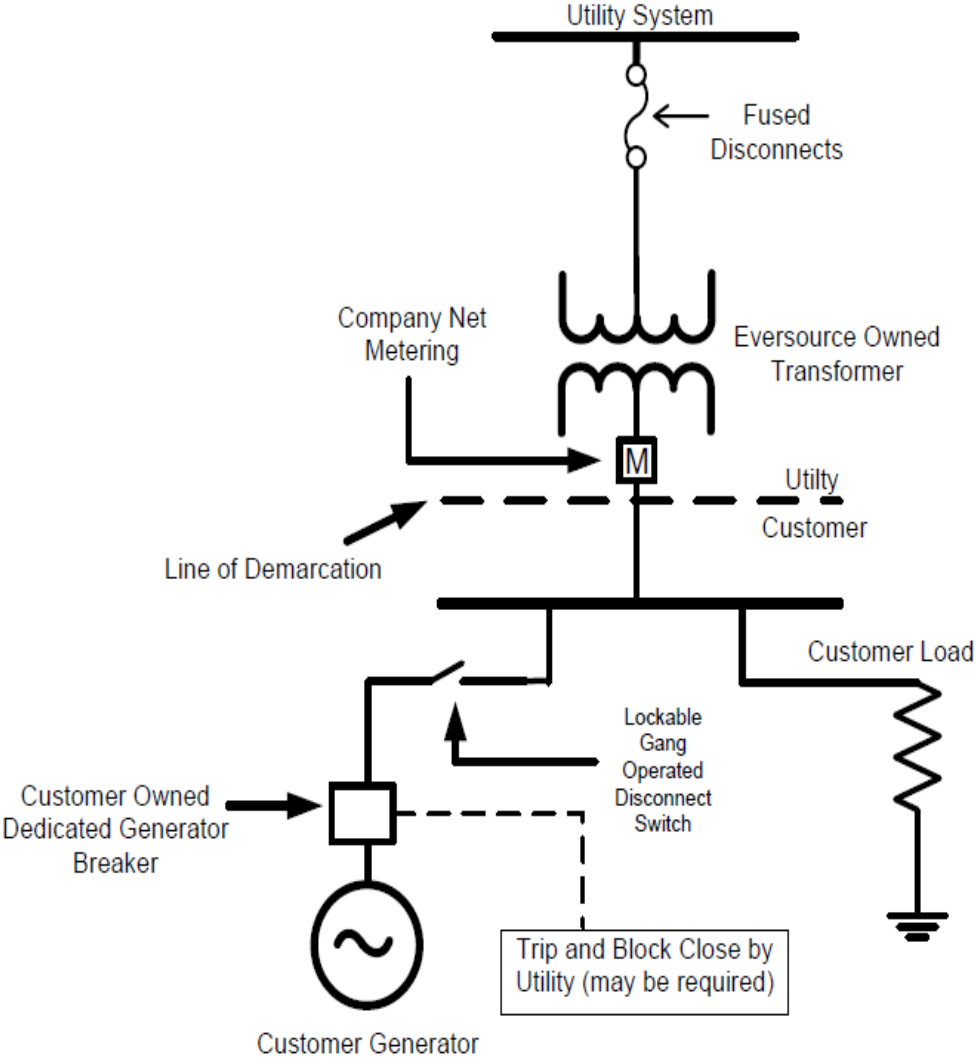 Utility System
Fused
Disconnects
Company Net
Metering
Eversource Owned
Transformer
M
Utilty
Customer
Line of Demarcation
Customer Load
Lockable
Gang
Operated
Disconnect
Switch
Customer Owned
Dedicated Generator
Breaker
Trip and Block Close by
Utility (may be required)
Customer Generator